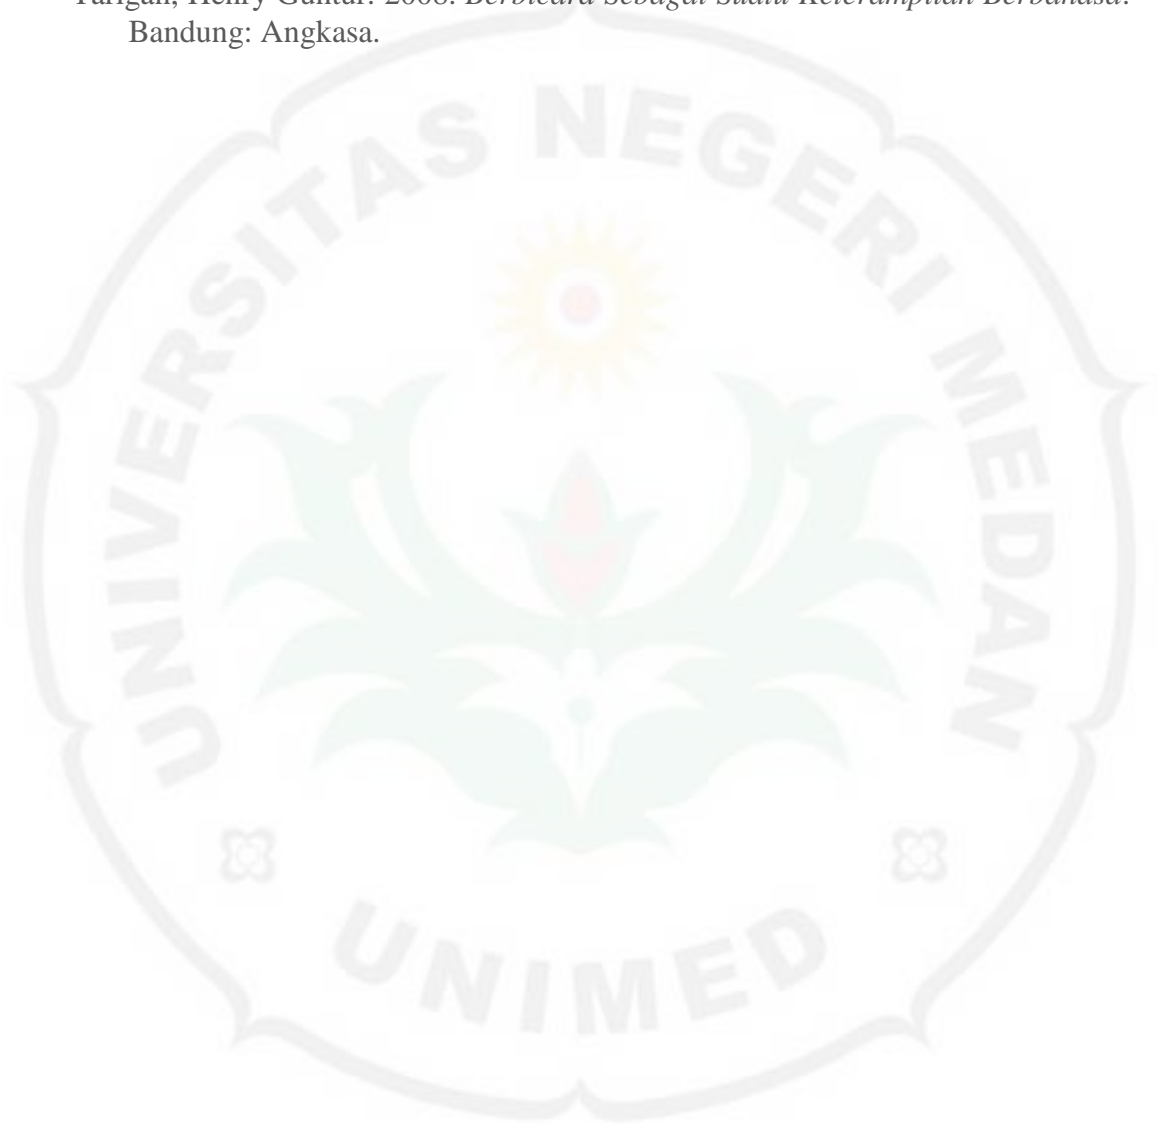 Tarigan, Henry Guntur. 2008. Berbicara Sebagai Suatu Keterampilan Berbahasa.
Bandung: Angkasa.
UNIVERSITAS NEGERI MEDAN
UNIMED